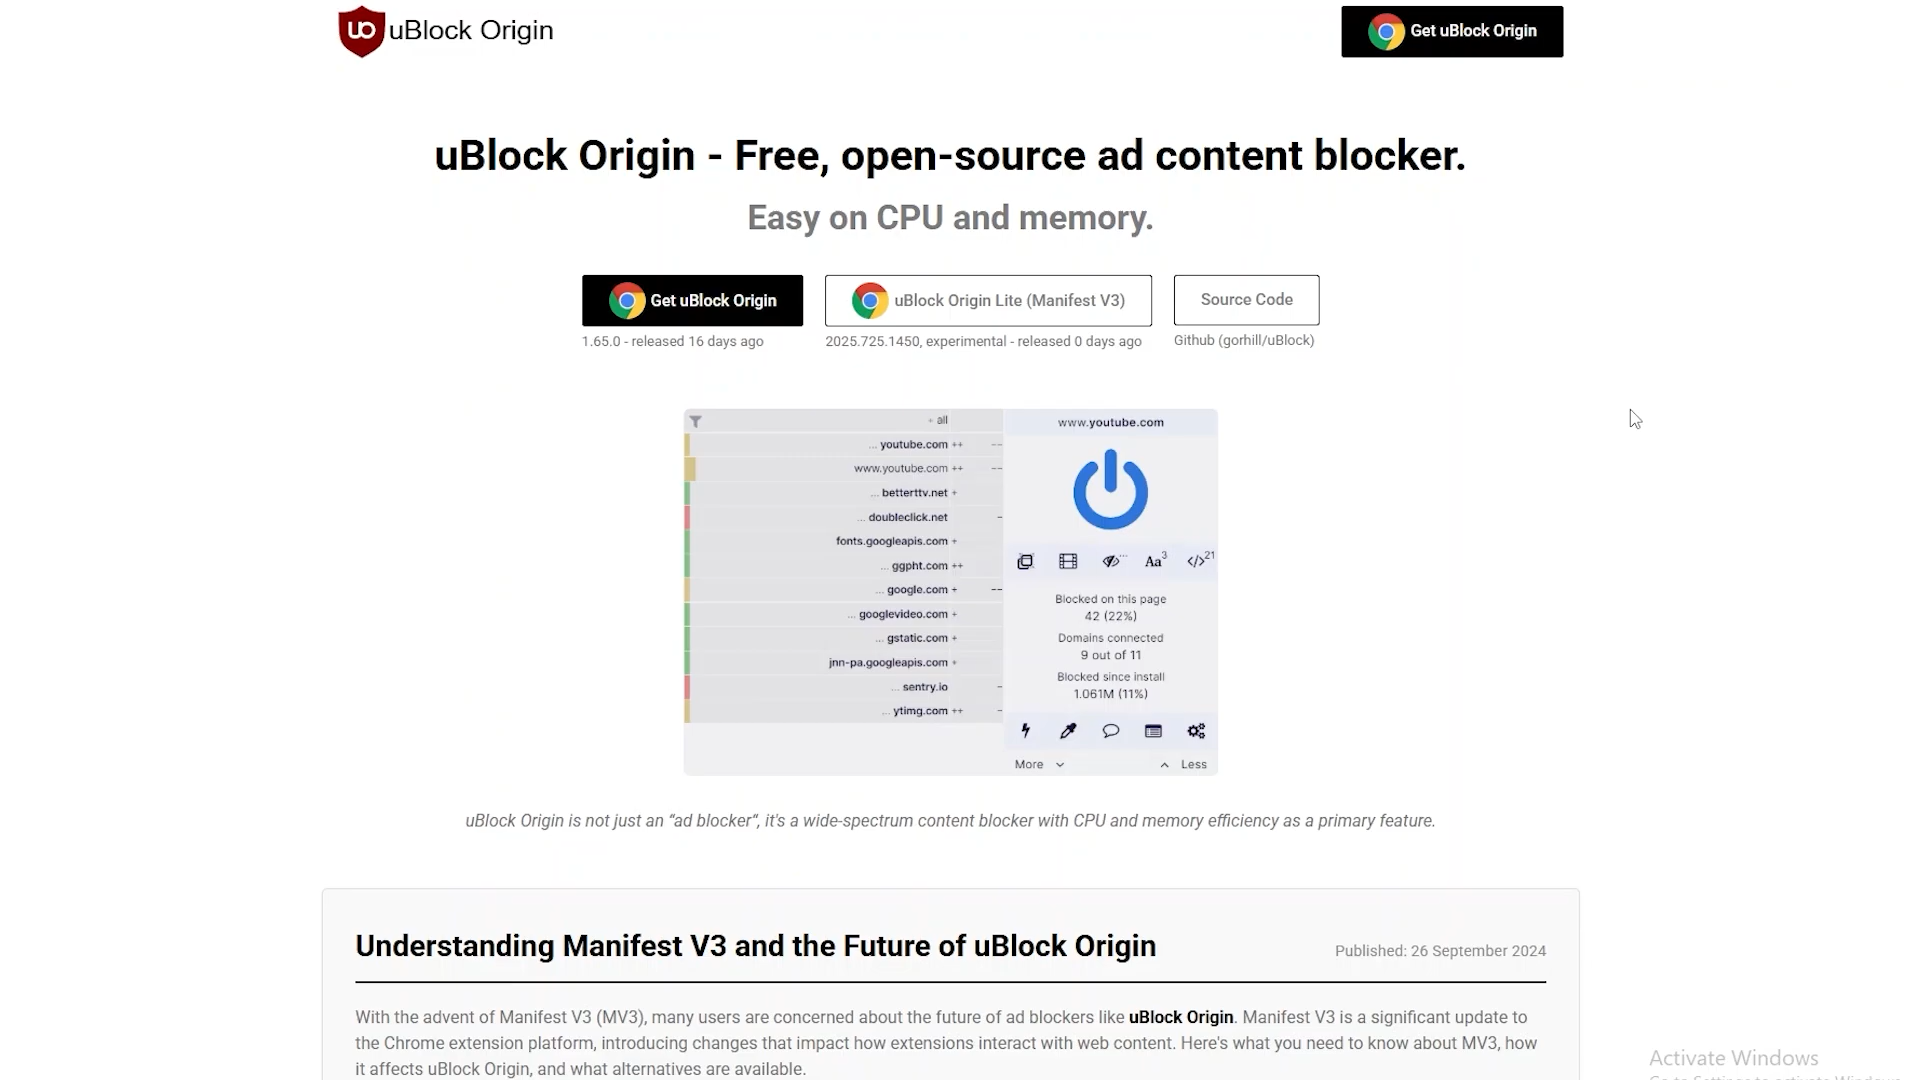 uBlock Origin
Get uBlock Origin
uBlock Origin - Free, open-source ad content blocker.
Easy on CPU and memory.
Get uBlock Origin
uBlock Origin Lite (Manifest V3)
Source Code
1.65.0 - released 16 days ago
2025.725.1450, experimental - released 0 days ago
Github (gorhill/uBlock)
+ all
www.youtube.com
... youtube.com ++ --
www.youtube.com ++ --
... betterttv.net +
... doubleclick.net -
fonts.googleapis.com +
... ggpht.com ++
... google.com + --
... googlevideo.com +
... gstatic.com +
jnn-pa.googleapis.com +
... sentry.io -
... ytimg.com ++ -
Aa3
</>21
Blocked on this page
42 (22%)
Domains connected
9 out of 11
Blocked since install
1.061M (11%)
More
Less
uBlock Origin is not just an “ad blocker“, it's a wide-spectrum content blocker with CPU and memory efficiency as a primary feature.
Understanding Manifest V3 and the Future of uBlock Origin
Published: 26 September 2024
With the advent of Manifest V3 (MV3), many users are concerned about the future of ad blockers like uBlock Origin. Manifest V3 is a significant update to
the Chrome extension platform, introducing changes that impact how extensions interact with web content. Here's what you need to know about MV3, how
it affects uBlock Origin, and what alternatives are available.
Activate Windows